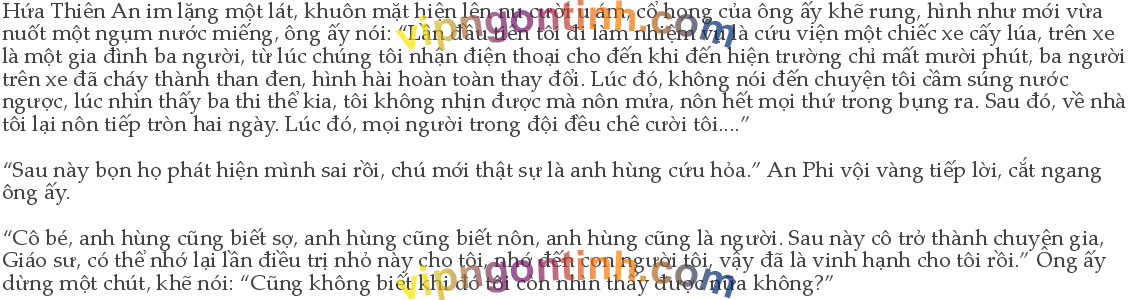 Hứa Thiên An im lặng một lát, khuôn mặt hiện lên nụ cười u ám, cổ họng của ông ấy khẽ rung, hình như mới vừa
nuốt một ngụm nước miếng, ông ấy nói: “Lần đầu tiên tôi đi làm nhiệm vụ là cứu viện một chiếc xe cấy lúa, trên xe
là một gia đình ba người, từ lúc chúng tôi nhận điện thoại cho đến khi đến hiện trường chỉ mất mười phút, ba người
trên xe đã cháy thành than đen, hình hài hoàn toàn thay đổi. Lúc đó, không nói đến chuyện tôi cầm súng nước
ngược, lúc nhìn thấy ba thi thể kia, tôi không nhịn được mà nôn mửa, nôn hết mọi thứ trong bụng ra. Sau đó, về nhà
tôi lại nôn tiếp tròn hai ngày. Lúc đó, mọi người trong đội đều chê cười tôi....”
“Sau này bọn họ phát hiện mình sai rồi, chú mới thật sự là anh hùng cứu hỏa.” An Phi vội vàng tiếp lời, cắt ngang
ông ấy.
“Cô bé, anh hùng cũng biết sợ, anh hùng cũng biết nôn, anh hùng cũng là người. Sau này cô trở thành chuyên gia,
Giáo sư, có thể nhớ lại lần điều trị nhỏ này cho tôi, nhớ đến con người tôi, vậy đã là vinh hạnh cho tôi rồi.” Ông ấy
dừng một chút, khẽ nói: “Cũng không biết khi đó tôi còn nhìn thấy được nữa không?”
vipngontinh.com
vipngontinh.com